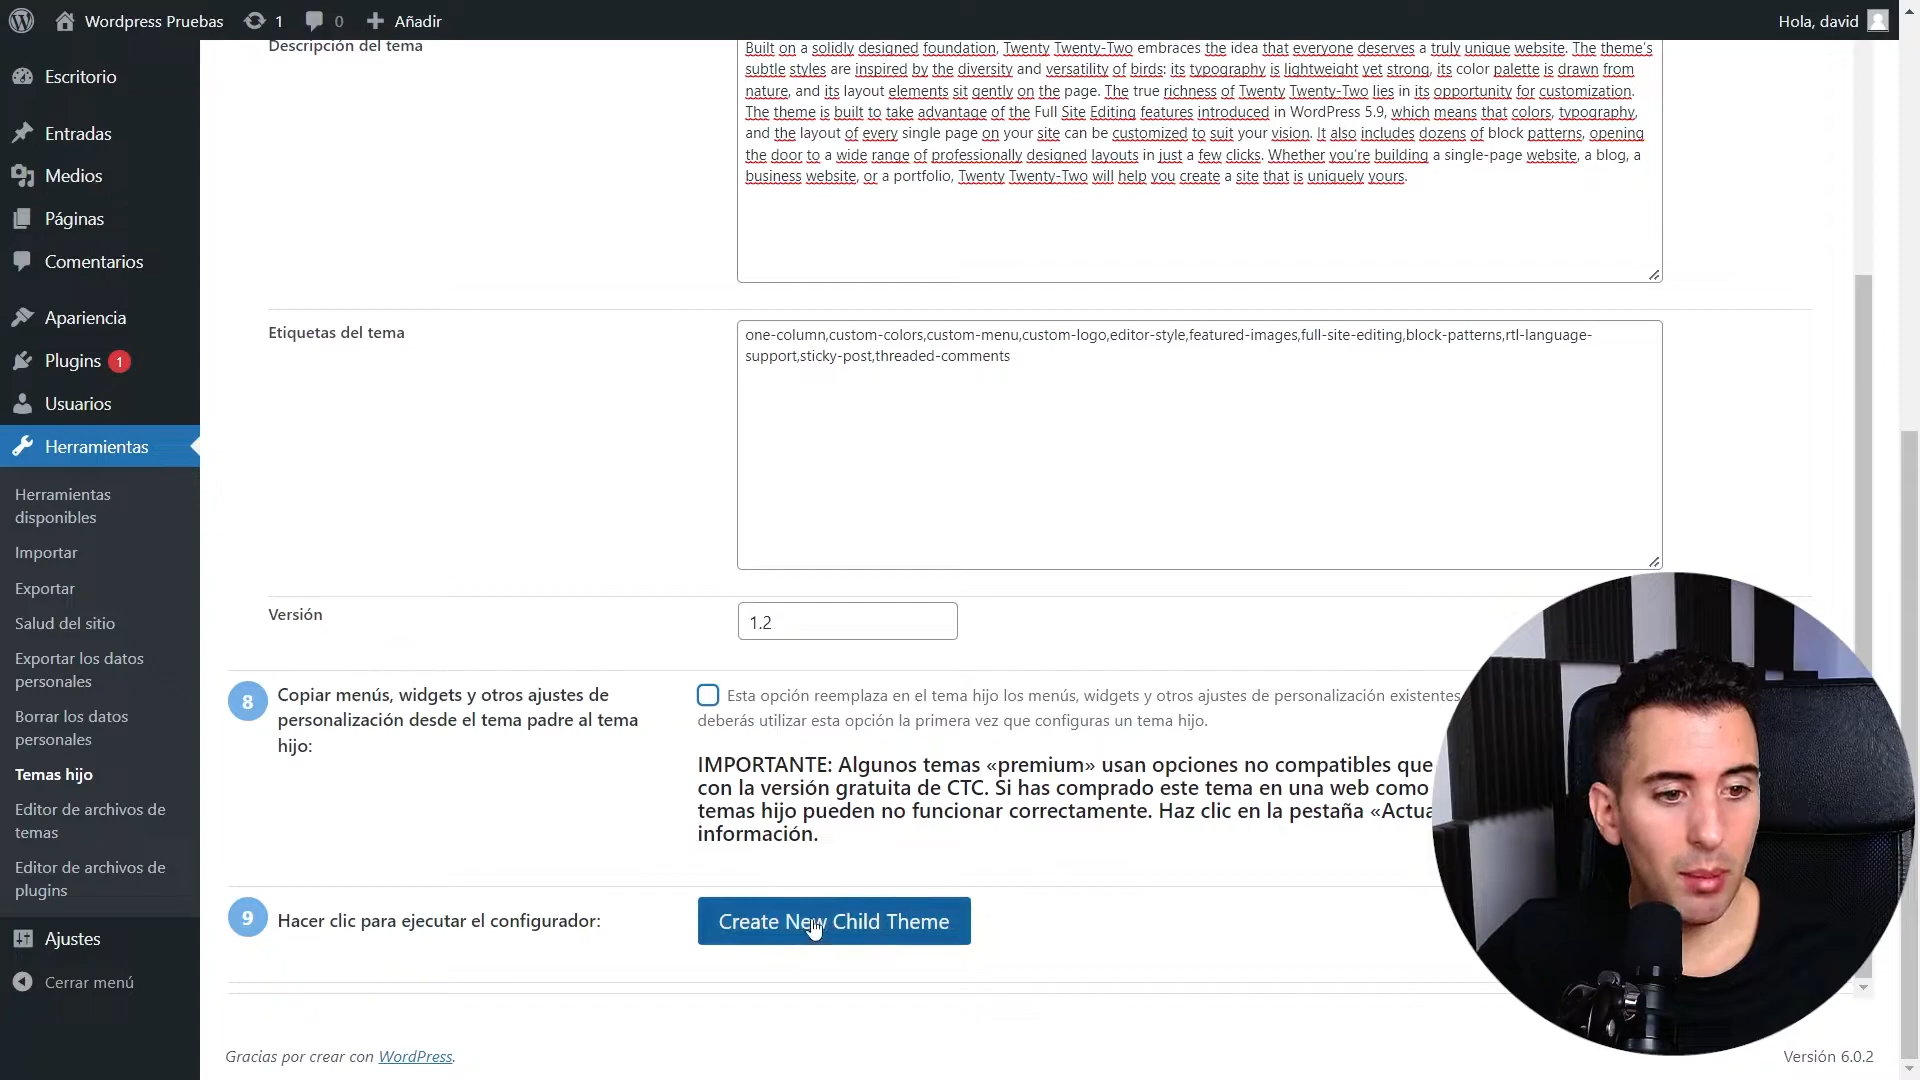 Wordpress Pruebas
1
0
Añadir
Hola, david
Escritorio
Entradas
Medios
Páginas
Comentarios
Apariencia
Plugins 1
Usuarios
Herramientas
Herramientas
disponibles
Importar
Exportar
Salud del sitio
Exportar los datos
personales
Borrar los datos
personales
Temas hijo
Editor de archivos de
temas
Editor de archivos de
plugins
Ajustes
Cerrar menú
Descripción del tema
Built on a solidly designed foundation, Twenty Twenty-Two embraces the idea that everyone deserves a truly unique website. The theme's
subtle styles are inspired by the diversity and versatility of birds: its typography is lightweight yet strong, its color palette is drawn from
nature, and its layout elements sit gently on the page. The true richness of Twenty Twenty-Two lies in its opportunity for customization.
The theme is built to take advantage of the Full Site Editing features introduced in WordPress 5.9, which means that colors, typography,
and the layout of every single page on your site can be customized to suit your vision. It also includes dozens of block patterns, opening
the door to a wide range of professionally designed layouts in just a few clicks. Whether you're building a single-page website, a blog, a
business website, or a portfolio, Twenty Twenty-Two will help you create a site that is uniquely yours.
Etiquetas del tema
one-column,custom-colors,custom-menu,custom-logo,editor-style,featured-images,full-site-editing,block-patterns,rtl-language-
support,sticky-post,threaded-comments
Versión
1.2
8
Copiar menús, widgets y otros ajustes de
personalización desde el tema padre al tema
hijo:
Esta opción reemplaza en el tema hijo los menús, widgets y otros ajustes de personalización existentes
deberás utilizar esta opción la primera vez que configuras un tema hijo.
IMPORTANTE: Algunos temas «premium» usan opciones no compatibles que
con la versión gratuita de CTC. Si has comprado este tema en una web como
temas hijo pueden no funcionar correctamente. Haz clic en la pestaña
información.
9
Hacer clic para ejecutar el configurador:
Create New Child Theme
Gracias por crear con WordPress.
Versión 6.0.2